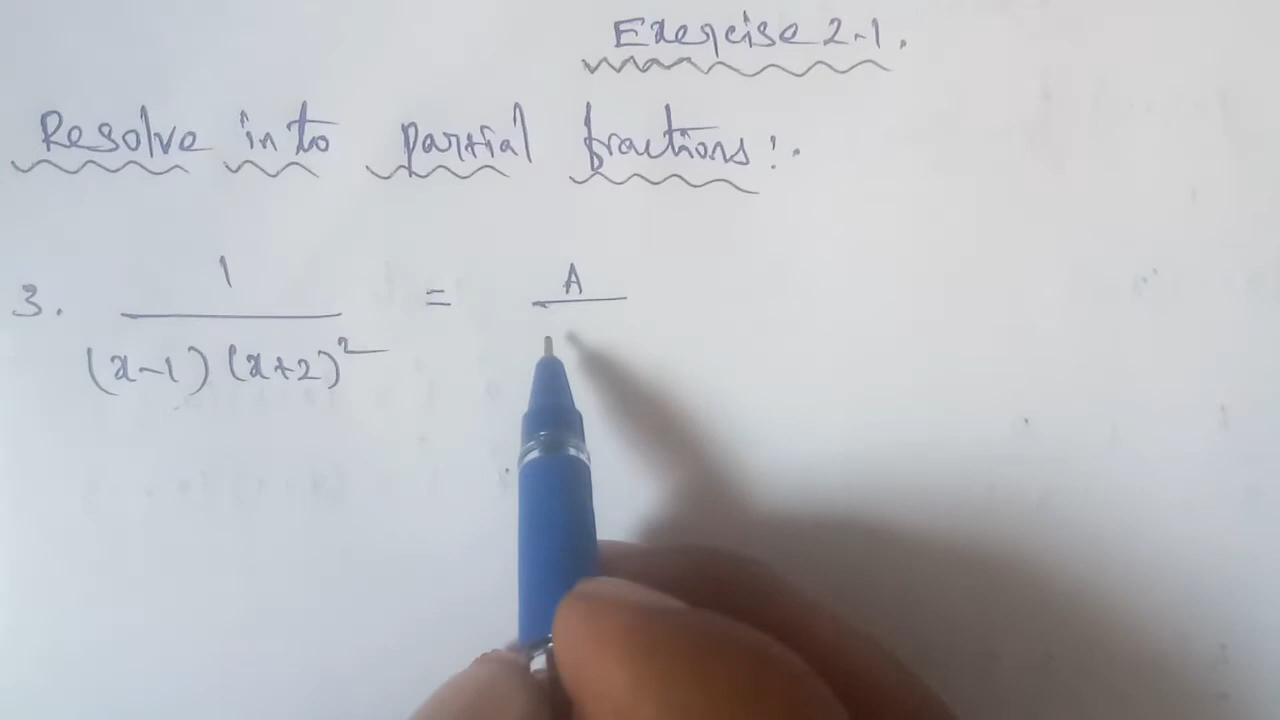 Exercise 2.1.
Resolve into partial fractions:.
3. 1 / (x-1) (x+2)² = A /